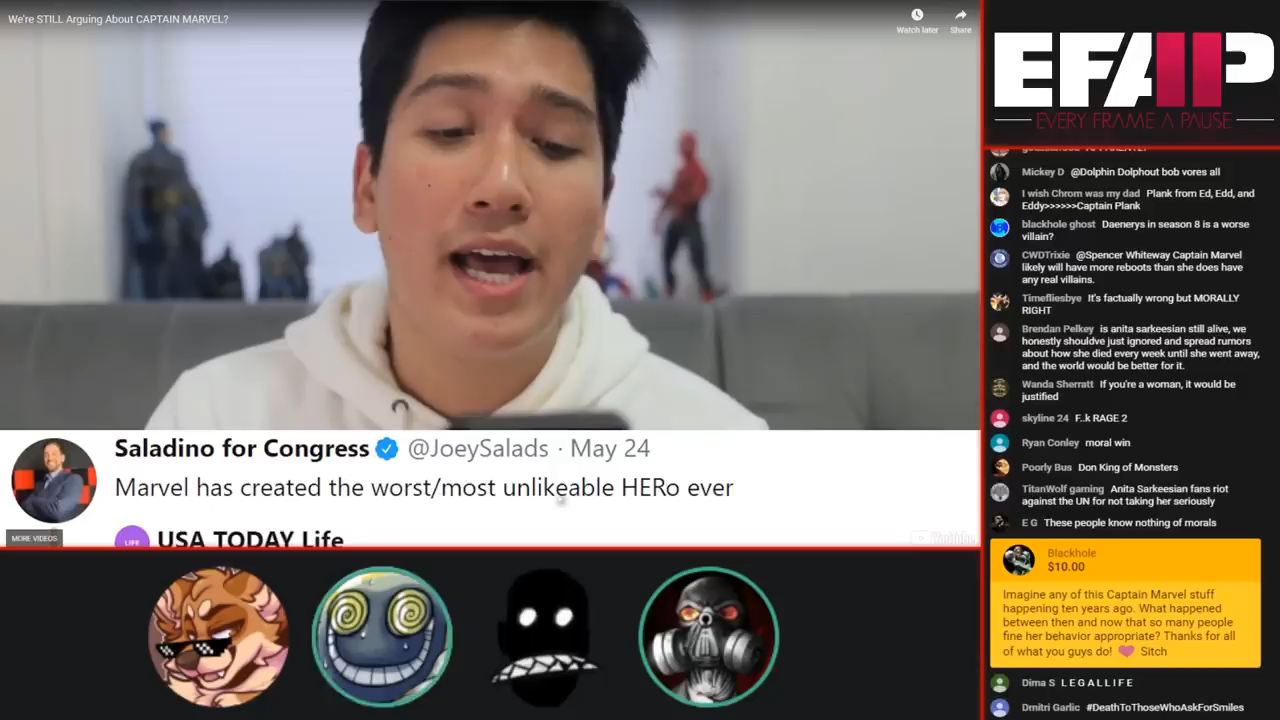 We're STILL Arguing About CAPTAIN MARVEL?
Watch later
Share
Saladino for Congress @JoeySalads · May 24
Marvel has created the worst/most unlikeable HERo ever
MORE VIDEOS
LIFE
USA TODAY Life
YouTube
EFAP
EVERY FRAME A PAUSE
Mickey D @Dolphin Dolphout bob vores all
I wish Chrom was my dad Plank from Ed, Edd, and
Eddy>>>>>>Captain Plank
blackhole ghost Daenerys in season 8 is a worse
villain?
CWDTrixie @Spencer Whiteway Captain Marvel
likely will have more reboots than she does have
any real villains.
Timefliesbye It's factually wrong but MORALLY
RIGHT
Brendan Pelkey is anita sarkeesian still alive, we
honestly shouldve just ignored and spread rumors
about how she died every week until she went away,
and the world would be better for it.
Wanda Sherratt If you're a woman, it would be
justified
skyline 24 F..k RAGE 2
Ryan Conley moral win
Poorly Bus Don King of Monsters
TitanWolf gaming Anita Sarkeesian fans riot
against the UN for not taking her seriously
E G These people know nothing of morals
Blackhole
$10.00
Imagine any of this Captain Marvel stuff
happening ten years ago. What happened
between then and now that so many people
fine her behavior appropriate? Thanks for all
of what you guys do! Sitch
Dima S L E G A L L I F E
Dmitri Garlic #DeathToThoseWhoAskForSmiles